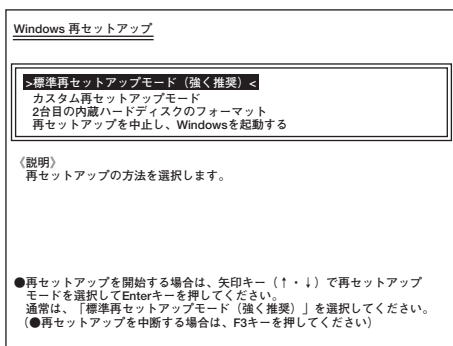 Windows 再セットアップ
>標準再セットアップモード（強く推奨）<
カスタム再セットアップモード
2台目の内蔵ハードディスクのフォーマット
再セットアップを中止し、Windowsを起動する
《説明》
再セットアップの方法を選択します。
●再セットアップを開始する場合は、矢印キー（↑・↓）で再セットアップ
モードを選択してEnterキーを押してください。
通常は、「標準再セットアップモード（強く推奨）」を選択してください。
（●再セットアップを中断する場合は、F3キーを押してください）